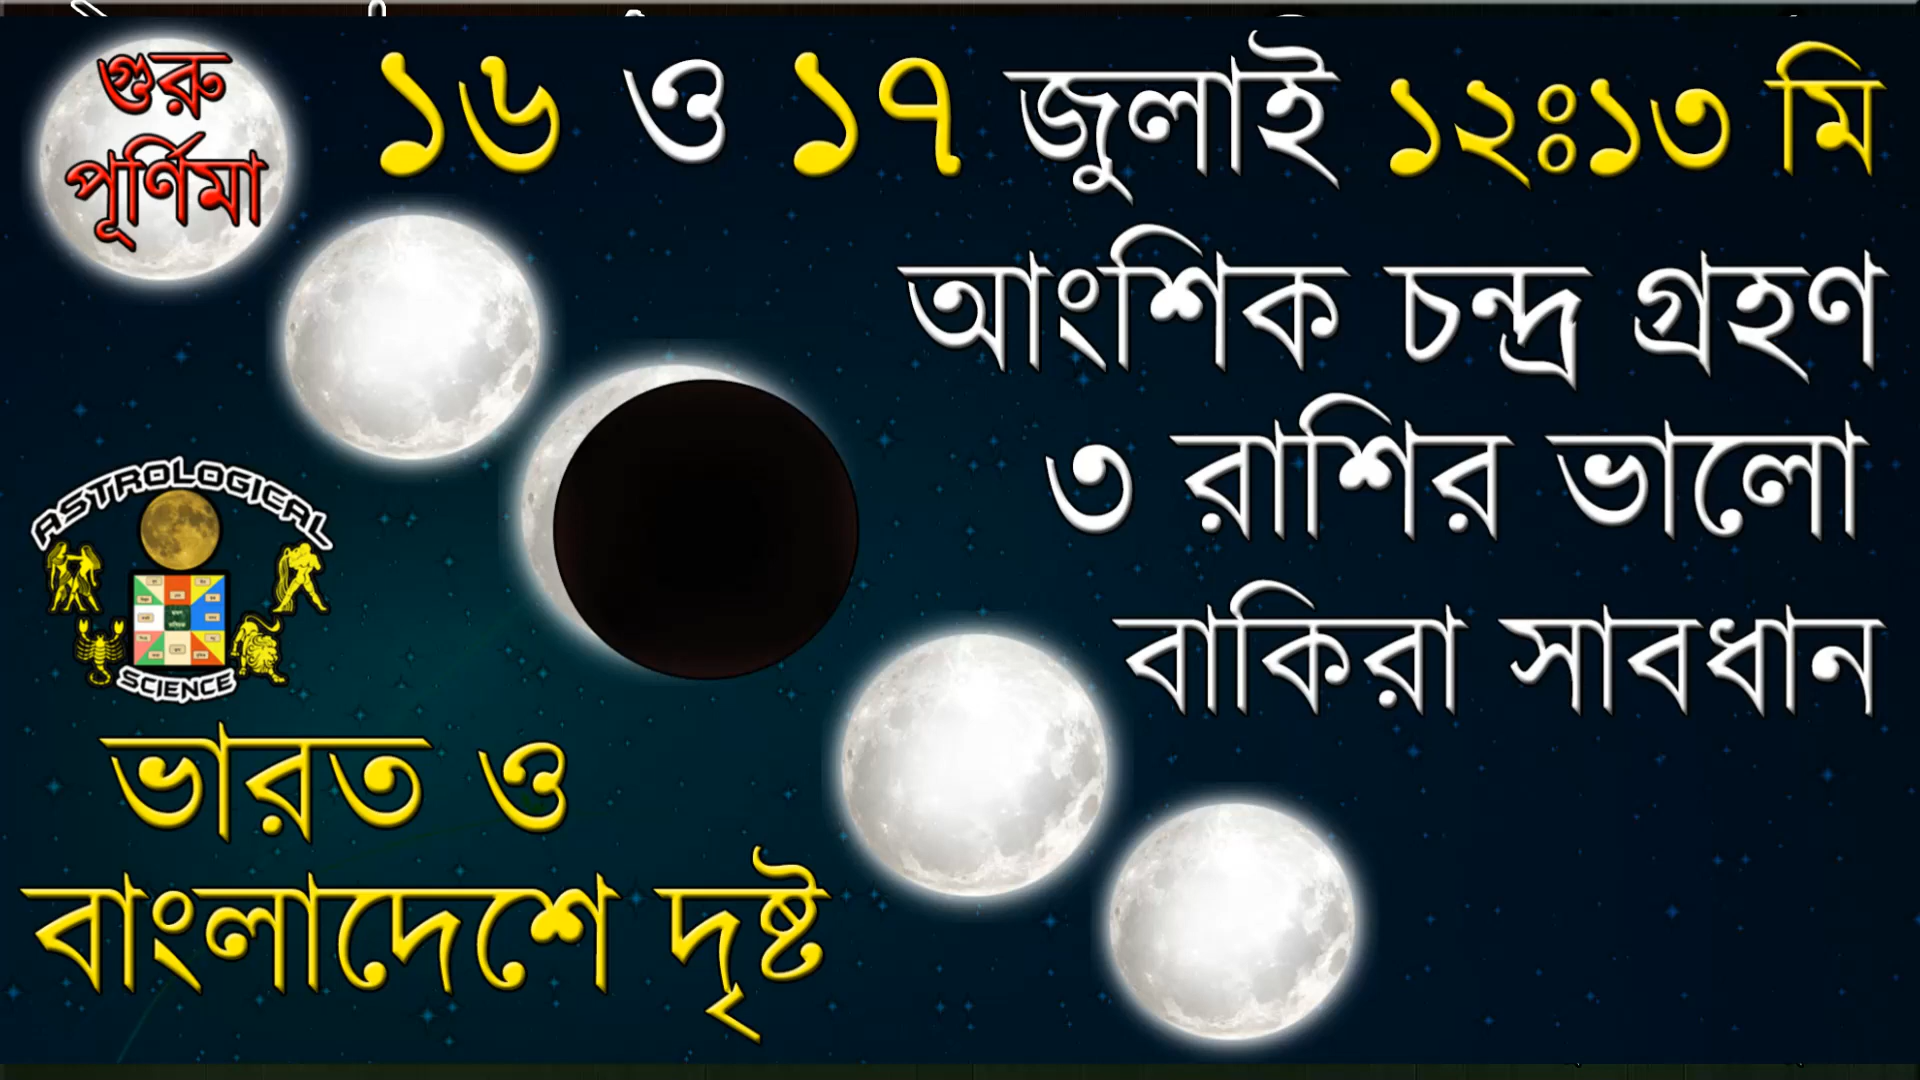 গুরু
পূর্ণিমা
১৬ ও ১৭ জুলাই ১২ঃ১৩ মি
আংশিক চন্দ্র গ্রহণ
৩ রাশির ভালো
বাকিরা সাবধান
ASTROLOGICAL
SCIENCE
ভারত ও
বাংলাদেশে দৃষ্ট